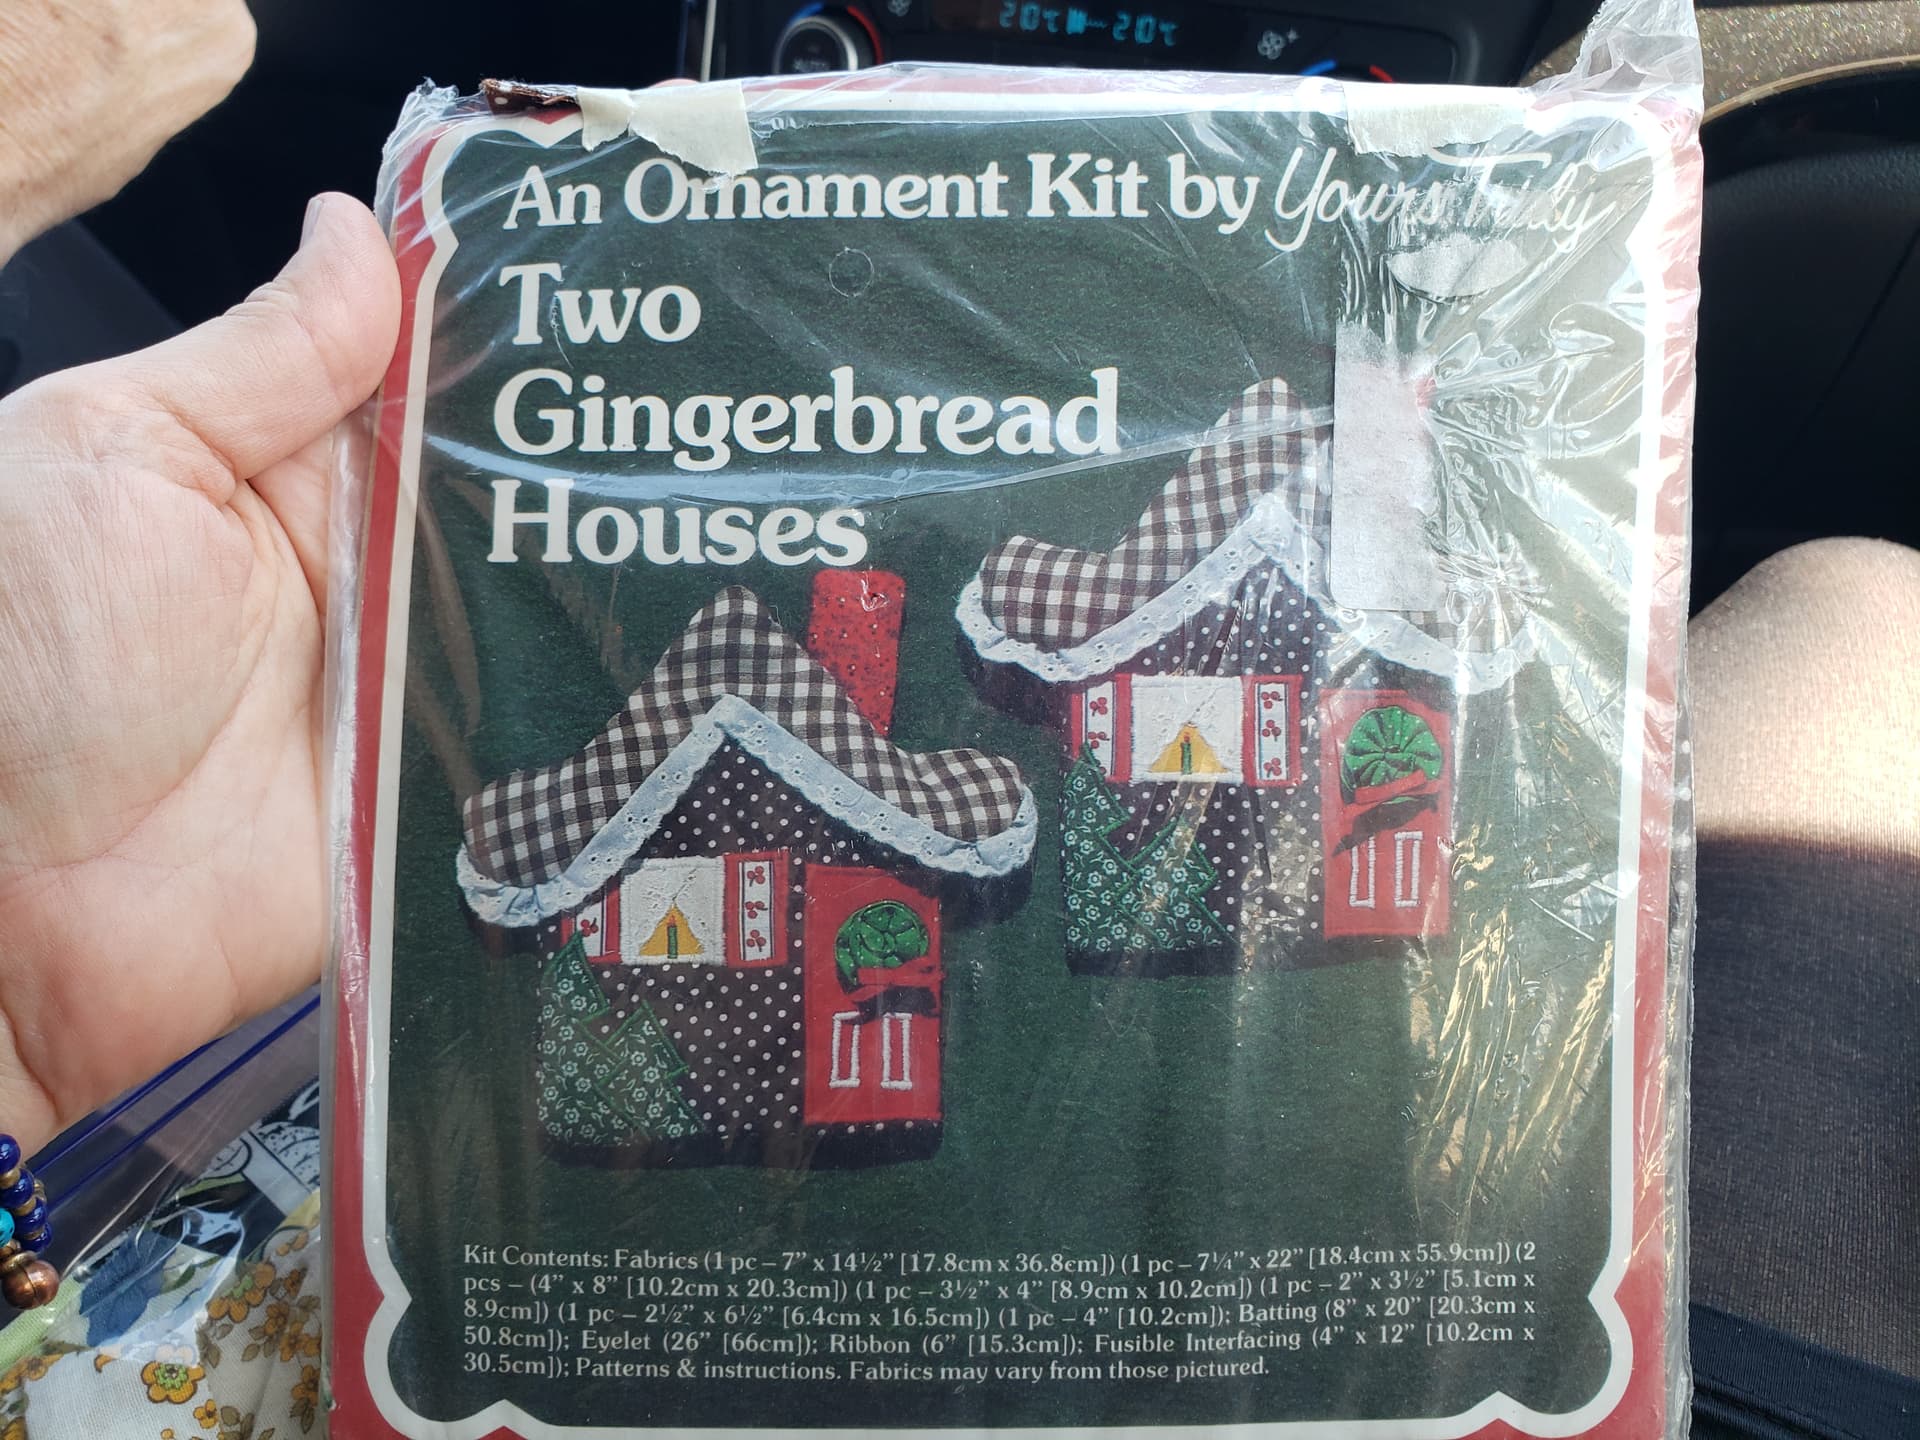 20℃ 20℃
AUTO
An Ornament Kit by Yours Truly
Two
Gingerbread
Houses
Kit Contents: Fabrics (1 pc – 7” x 14½” [17.8cm x 36.8cm]) (1 pc – 7¼” x 22” [18.4cm x 55.9cm]) (2
pcs – (4” x 8” [10.2cm x 20.3cm]) (1 pc – 3½” x 4” [8.9cm x 10.2cm]) (1 pc – 2” x 3½” [5.1cm x
8.9cm]) (1 pc – 2½” x 6½” [6.4cm x 16.5cm]) (1 pc – 4” [10.2cm]); Batting (8” x 20” [20.3cm x
50.8cm]); Eyelet (26” [66cm]); Ribbon (6” [15.3cm]); Fusible Interfacing (4” x 12” [10.2cm x
30.5cm]); Patterns & instructions. Fabrics may vary from those pictured.